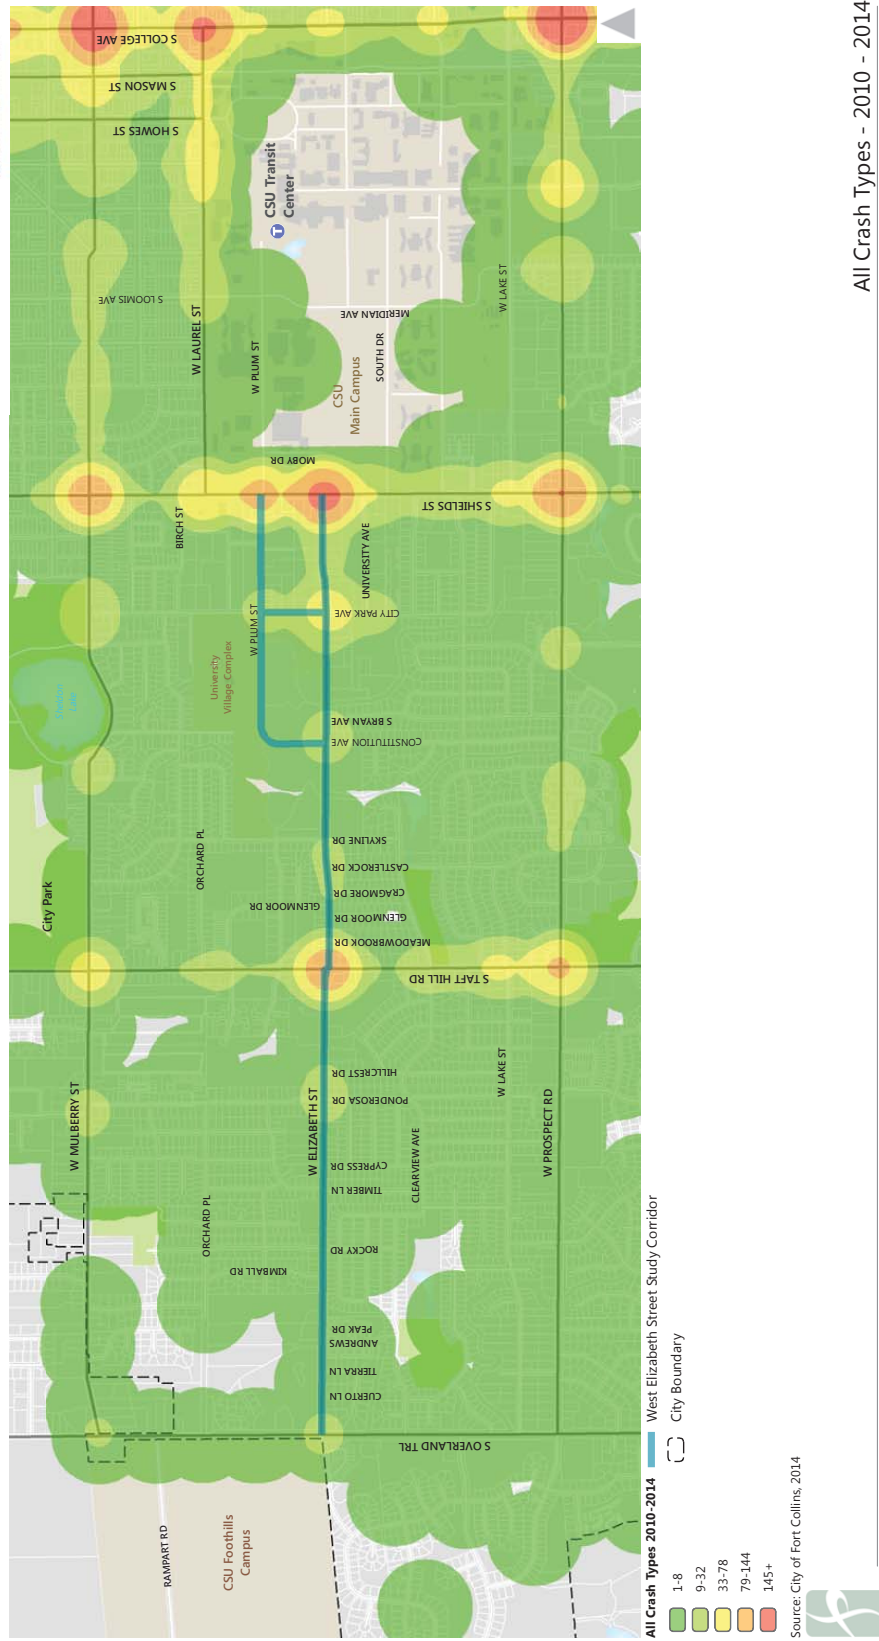 All Crash Types - 2010 - 2014
S COLLEGE AVE
S MASON ST
S HOWES ST
CSU Transit
Center
T
S LOOMIS AVE
W LAUREL ST
MERIDIAN AVE
W LAKE ST
W PLUM ST
SOUTH DR
CSU
Main Campus
MOBY DR
S SHIELDS ST
BIRCH ST
UNIVERSITY AVE
W PLUM ST
CITY PARK AVE
University
Village Complex
Sheldon
Lake
S BRYAN AVE
CONSTITUTION AVE
ORCHARD PL
SKYLINE DR
CASTLEROCK DR
CRAGMORE DR
GLENMOOR DR
GLENMOOR DR
MEADOWBROOK DR
City Park
S TAFT HILL RD
HILLCREST DR
PONDEROSA DR
W LAKE ST
W MULBERRY ST
W ELIZABETH ST
W PROSPECT RD
CYPRESS DR
TIMBER LN
CLEARVIEW AVE
ORCHARD PL
ROCKY RD
KIMBALL RD
ANDREWS
PEAK DR
TIERRA LN
CUERTO LN
S OVERLAND TRL
RAMPART RD
CSU Foothills
Campus
All Crash Types 2010-2014
1-8
9-32
33-78
79-144
145+
West Elizabeth Street Study Corridor
City Boundary
Source: City of Fort Collins, 2014